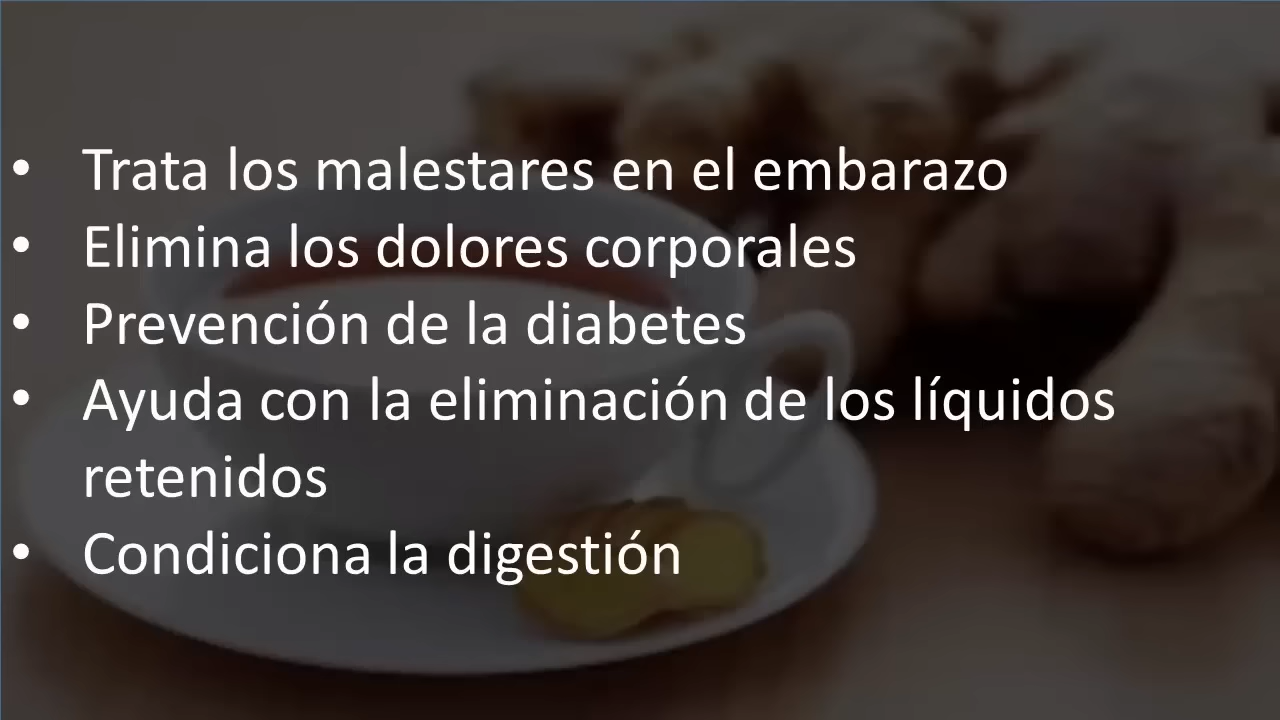 • Trata los malestares en el embarazo
• Elimina los dolores corporales
• Prevención de la diabetes
• Ayuda con la eliminación de los líquidos
retenidos
• Condiciona la digestión